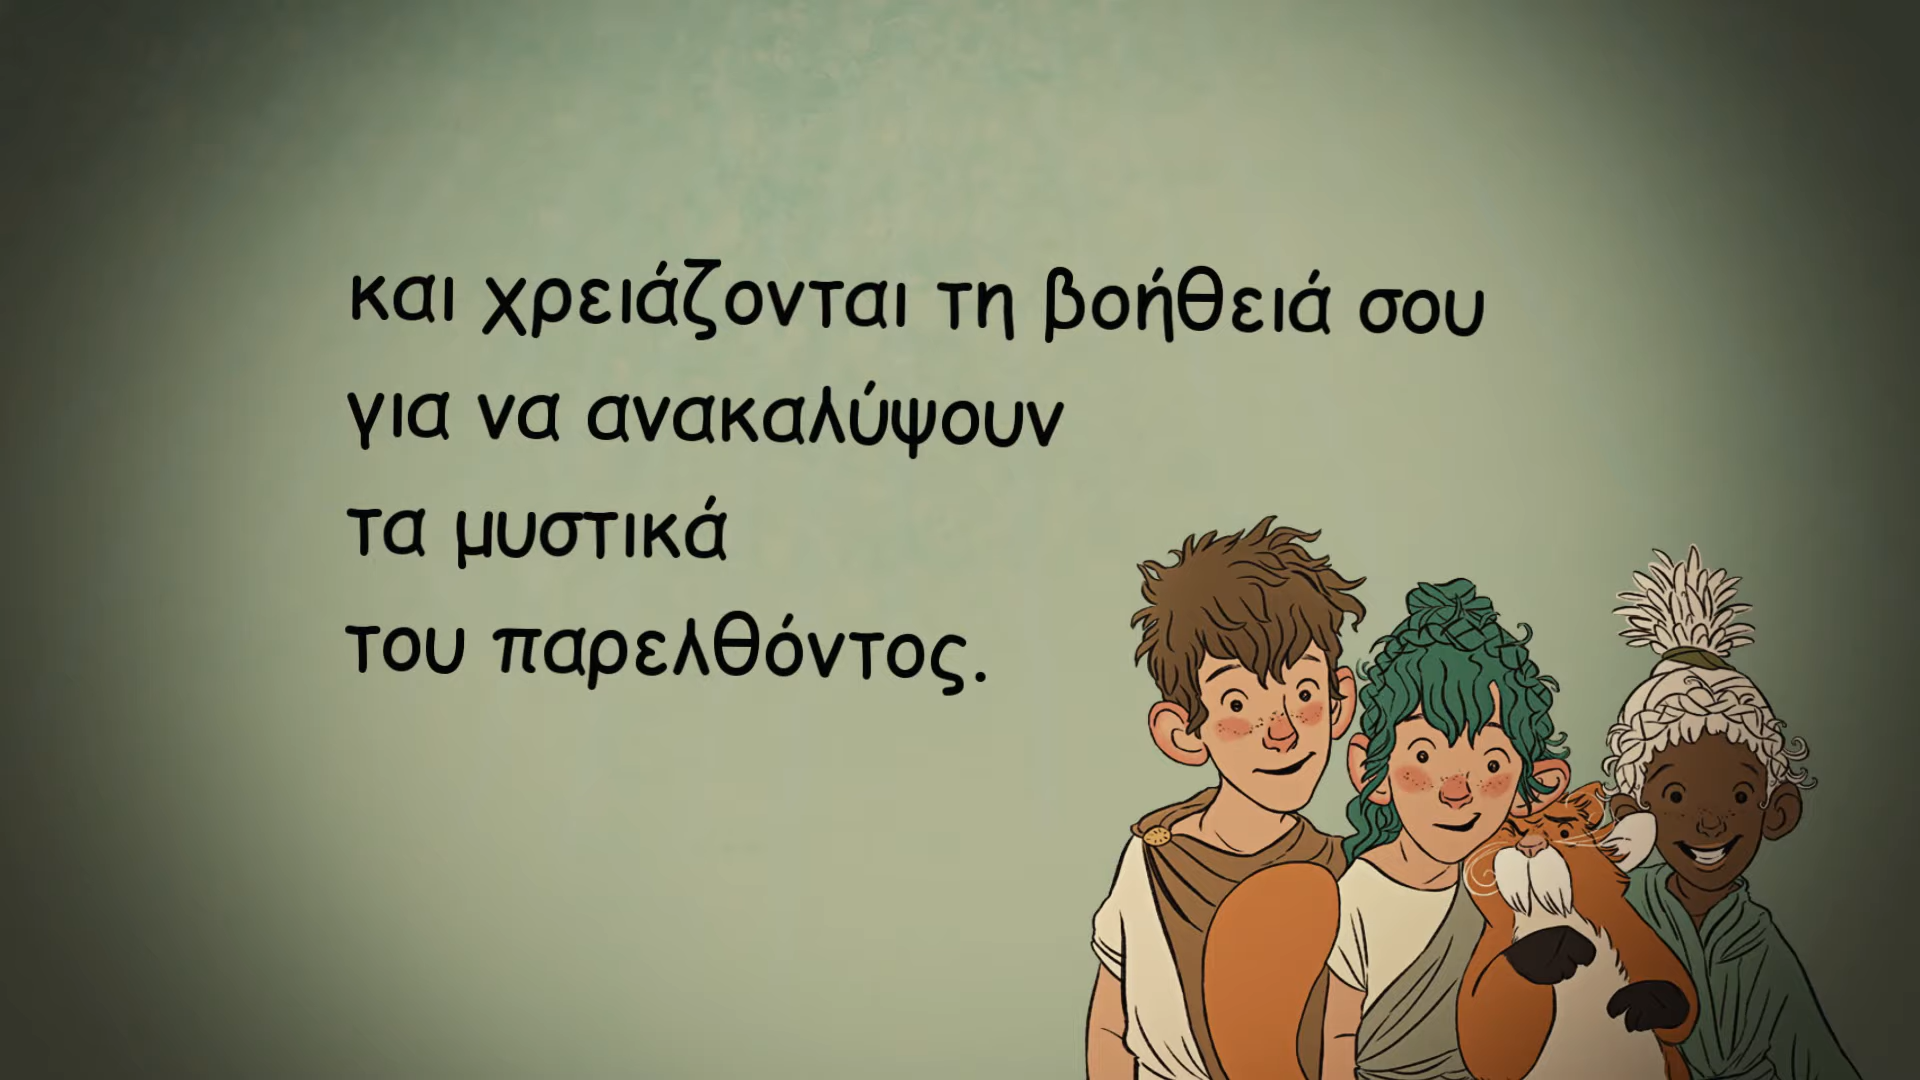 και χρειάζονται τη βοήθειά σου
για να ανακαλύψουν
τα μυστικά
του παρελθόντος.